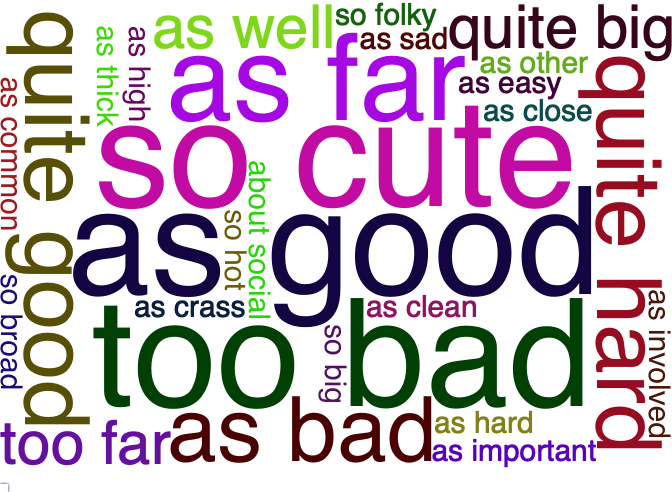 as well
so folky
as sad
quite big
quite good
as thick
as high
as far
as other
as easy
as close
as common
so cute
quite hard
about social
so hot
as good
so broad
as crass
as clean
as involved
too bad
so big
too far
as bad
as hard
as important